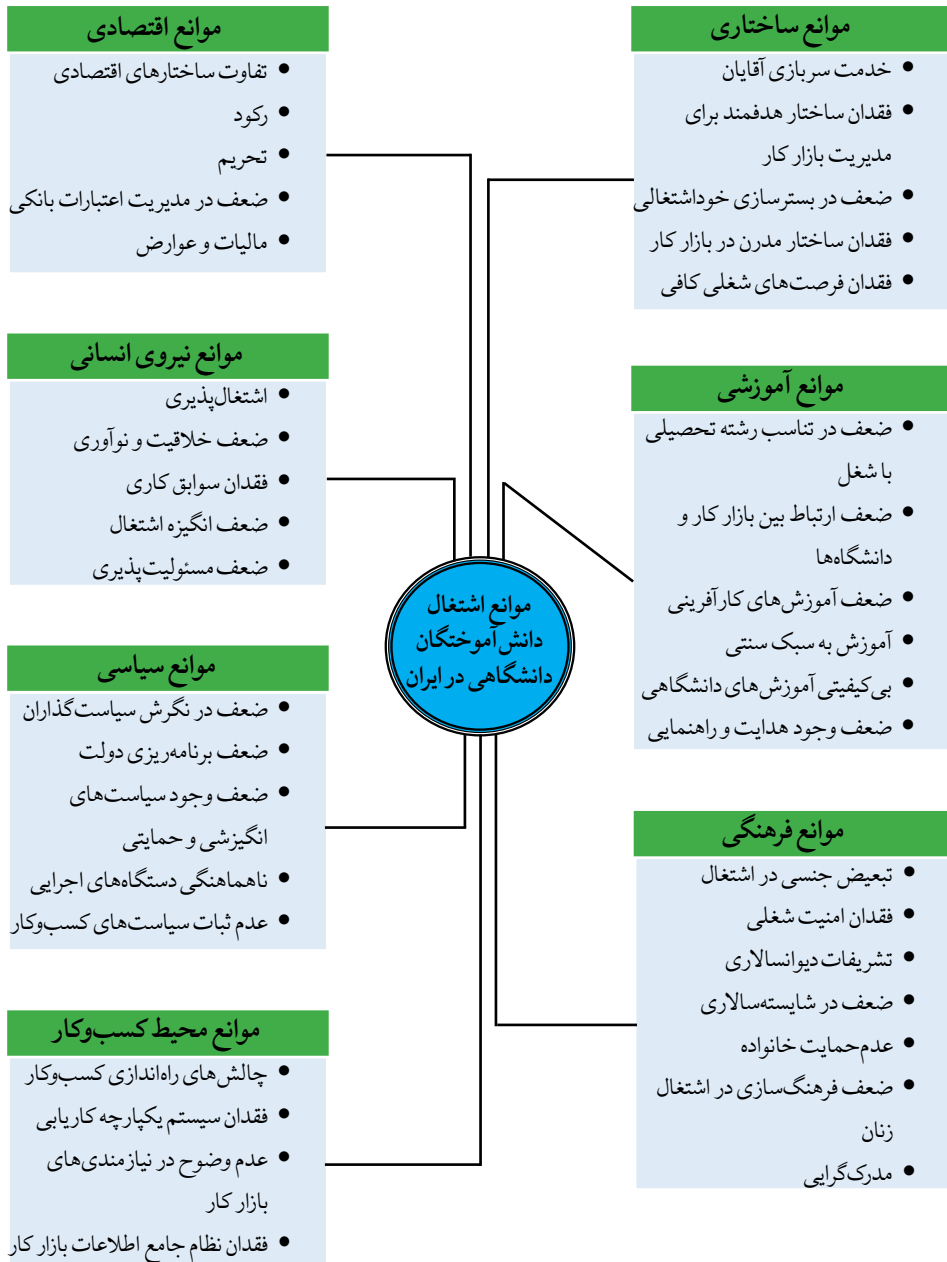 موانع ساختاری
• خدمت سربازی آقایان
• فقدان ساختار هدفمند برای
مدیریت بازار کار
• ضعف در بسترسازی خوداشتغالی
• فقدان ساختار مدرن در بازار کار
• فقدان فرصت‌های شغلی کافی
موانع آموزشی
• ضعف در تناسب رشته تحصیلی
با شغل
• ضعف ارتباط بین بازار کار و
دانشگاه‌ها
• ضعف آموزش‌های کارآفرینی
• آموزش به سبک سنتی
• بی‌کیفیتی آموزش‌های دانشگاهی
• ضعف وجود هدایت و راهنمایی
موانع فرهنگی
• تبعیض جنسی در اشتغال
• فقدان امنیت شغلی
• تشریفات دیوانسالاری
• ضعف در شایسته‌سالاری
• عدم‌حمایت خانواده
• ضعف فرهنگ‌سازی در اشتغال
زنان
• مدرک‌گرایی
موانع اشتغال
دانش‌آموختگان
دانشگاهی در ایران
موانع اقتصادی
• تفاوت ساختارهای اقتصادی
• رکود
• تحریم
• ضعف در مدیریت اعتبارات بانکی
• مالیات و عوارض
موانع نیروی انسانی
• اشتغال‌پذیری
• ضعف خلاقیت و نوآوری
• فقدان سوابق کاری
• ضعف انگیزه اشتغال
• ضعف مسئولیت‌پذیری
موانع سیاسی
• ضعف در نگرش سیاست‌گذاران
• ضعف برنامه‌ریزی دولت
• ضعف وجود سیاست‌های
انگیزشی و حمایتی
• ناهماهنگی دستگاه‌های اجرایی
• عدم ثبات سیاست‌های کسب‌وکار
موانع محیط کسب‌وکار
• چالش‌های راه‌اندازی کسب‌وکار
• فقدان سیستم یکپارچه کاریابی
• عدم وضوح در نیازمندی‌های
بازار کار
• فقدان نظام جامع اطلاعات بازار کار